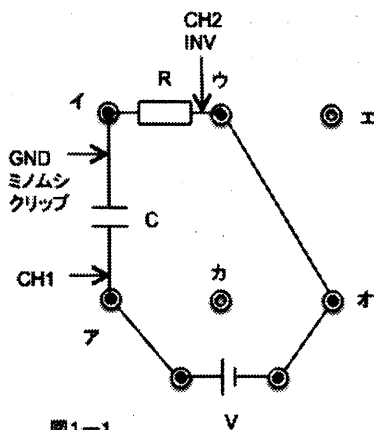 CH2
INV
R
ウ
イ
エ
GND
ミノムシ
クリップ
C
CH1
カ
オ
ア
V
図1-1